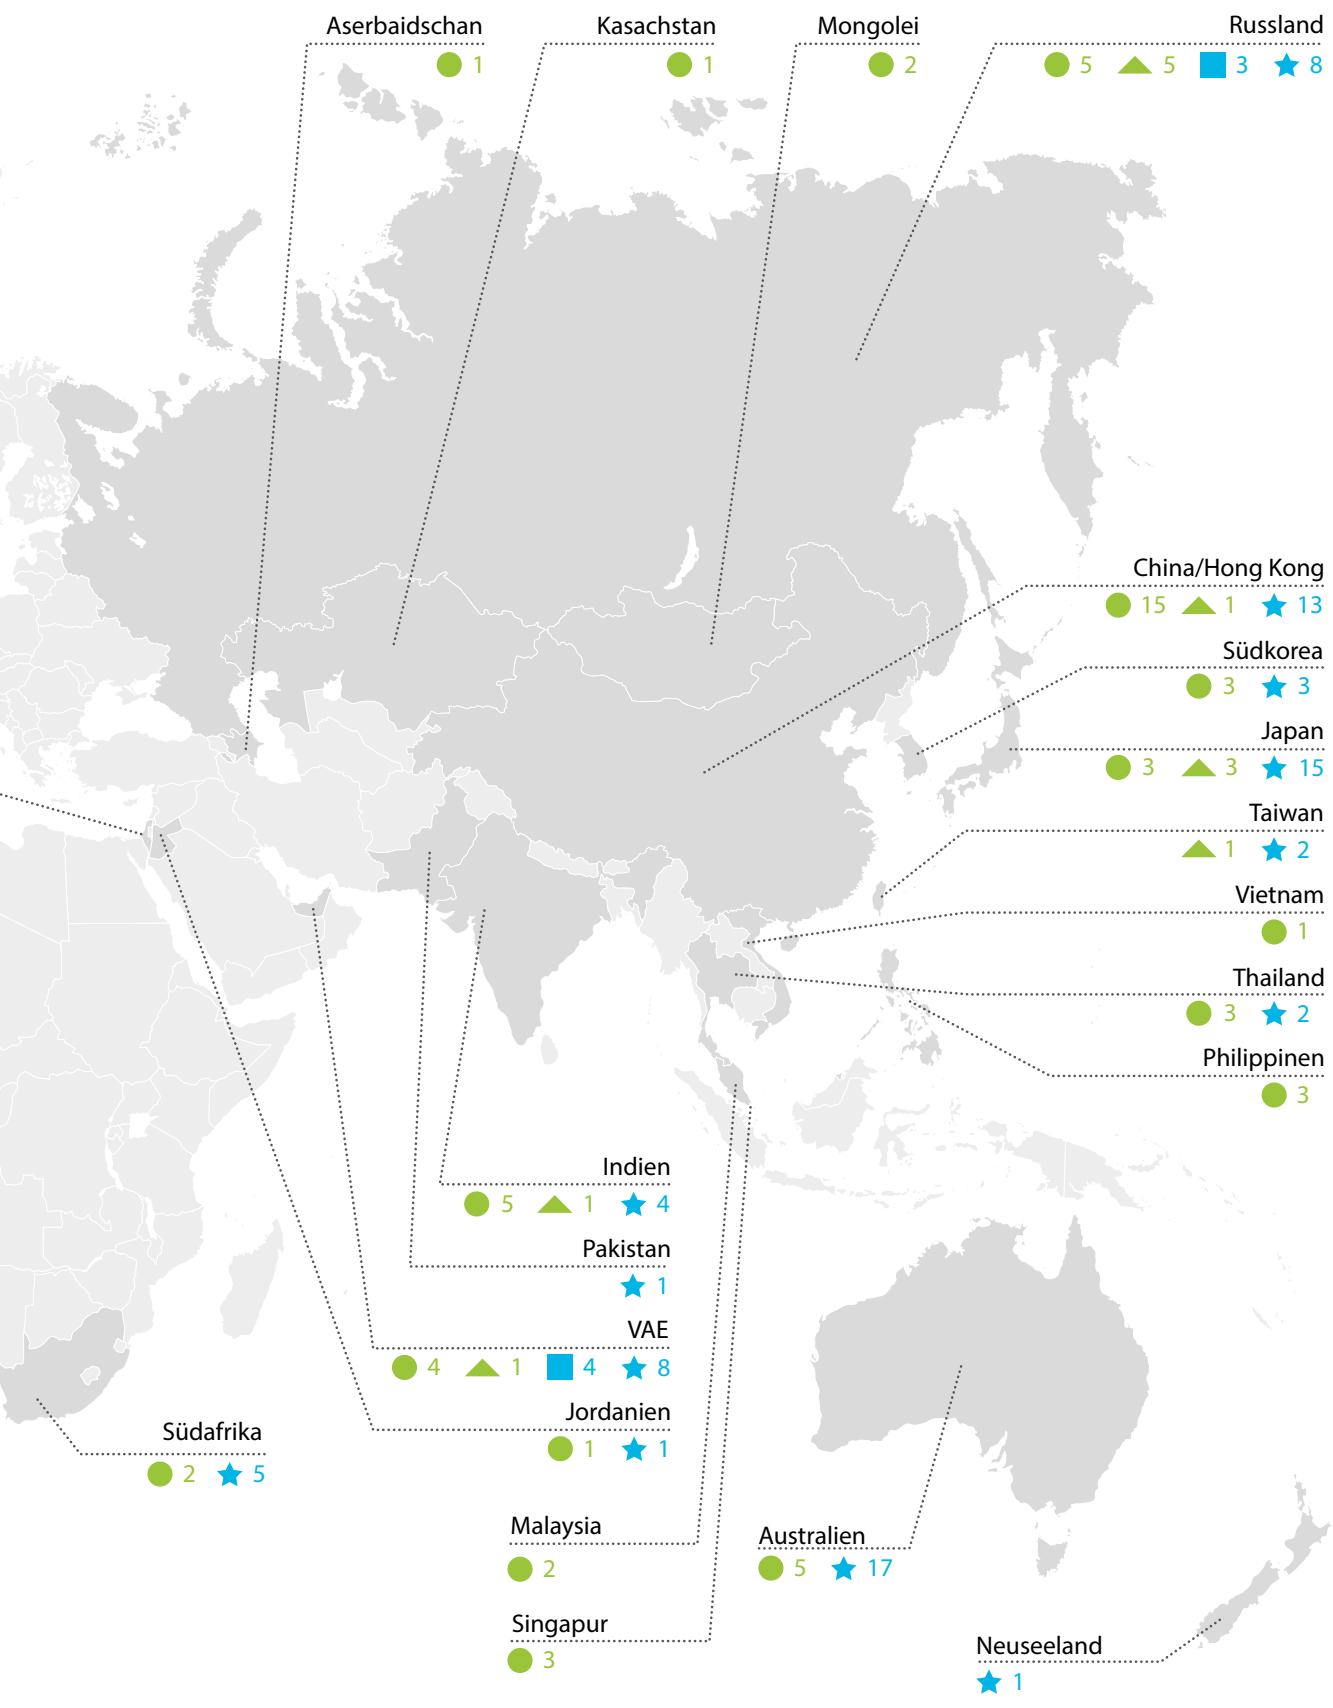 Aserbaidschan
1
Kasachstan
1
Mongolei
2
Russland
5 5 3 8
China/Hong Kong
15 1 13
Südkorea
3 3
Japan
3 3 15
Taiwan
1 2
Vietnam
1
Thailand
3 2
Philippinen
3
Indien
5 1 4
Pakistan
1
VAE
4 1 4 8
Jordanien
1 1
Südafrika
2 5
Malaysia
2
Singapur
3
Australien
5 17
Neuseeland
1